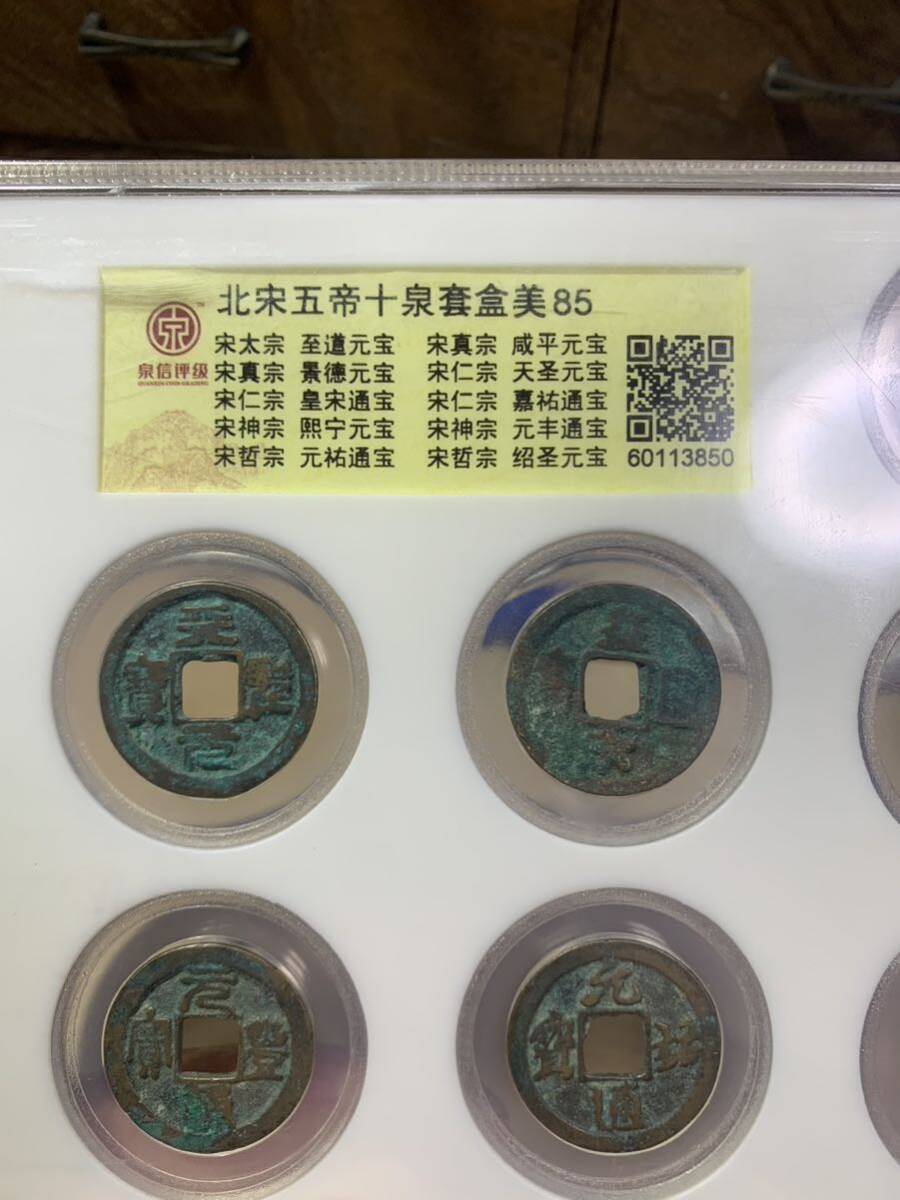 北宋五帝十泉套盒美85
泉信评级
QUANXIN COIN GRADING
宋太宗 至道元宝 宋真宗 咸平元宝
宋真宗 景德元宝 宋仁宗 天圣元宝
宋仁宗 皇宋通宝 宋仁宗 嘉祐通宝
宋神宗 熙宁元宝 宋神宗 元丰通宝
宋哲宗 元祐通宝 宋哲宗 绍圣元宝
60113850
天聖元寶
元豐通寶
元祐通寶